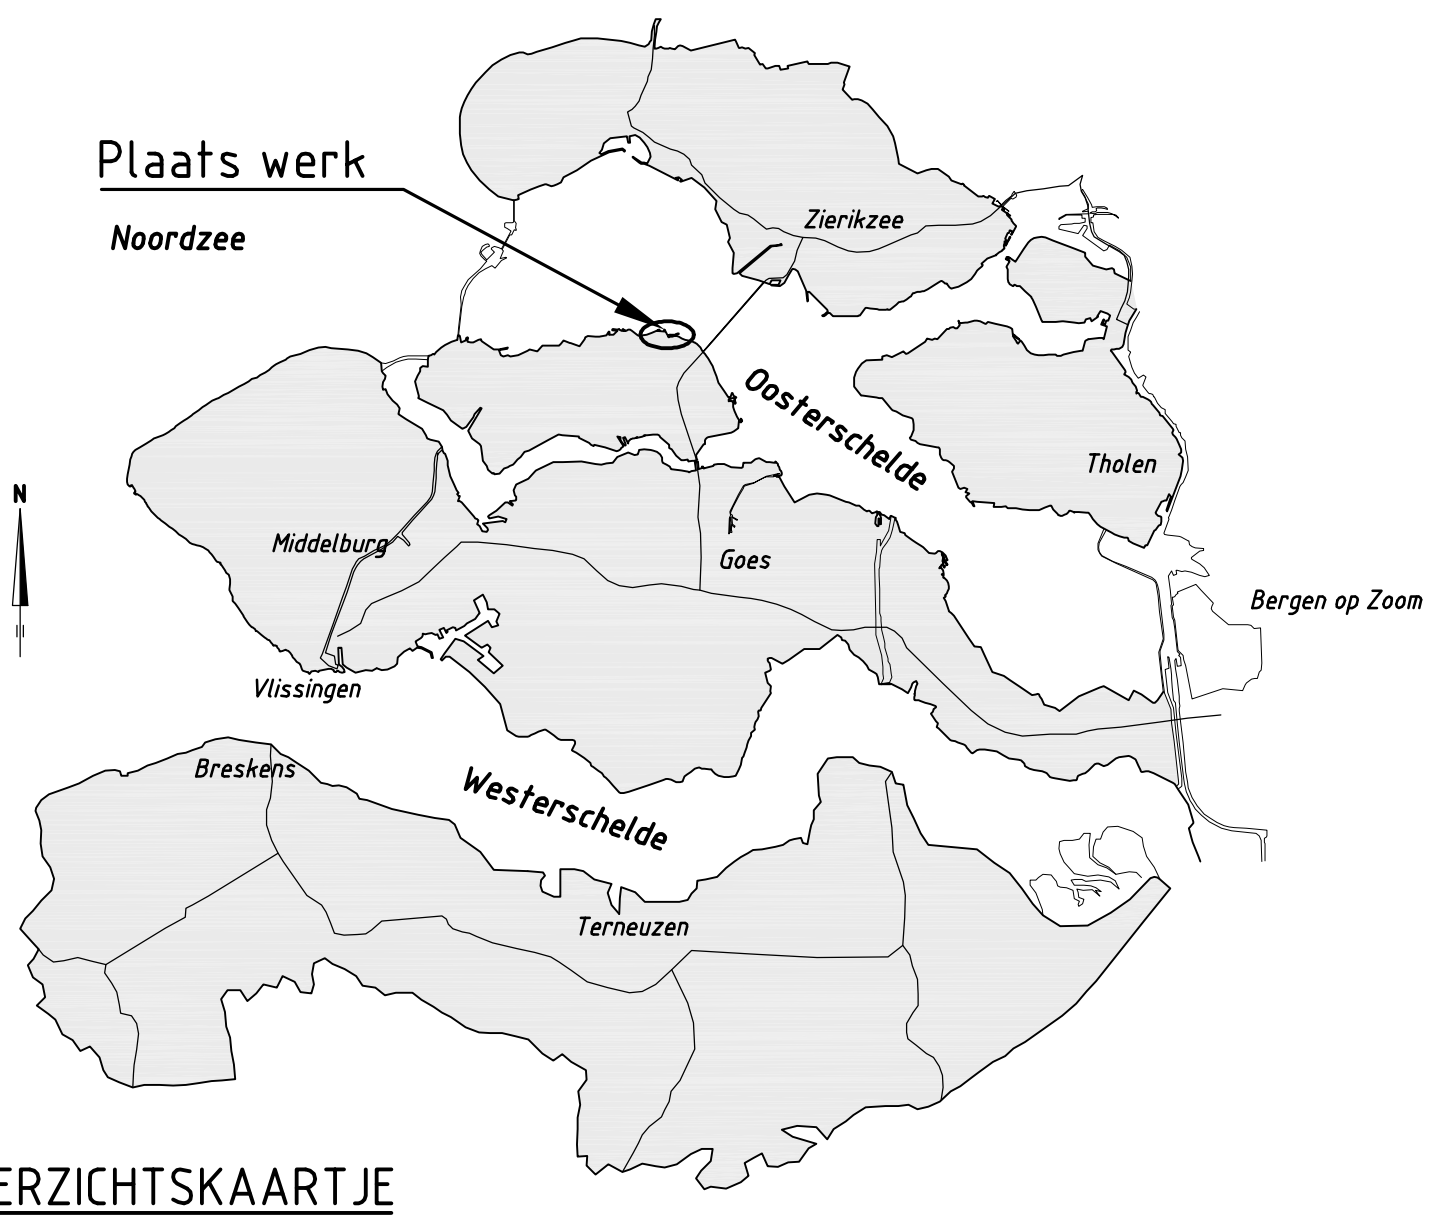 Plaats werk
Noordzee
Zierikzee
Oosterschelde
Tholen
N
Middelburg
Goes
Bergen op Zoom
Vlissingen
Breskens
Westerschelde
Terneuzen
ERZICHTSKAARTJE